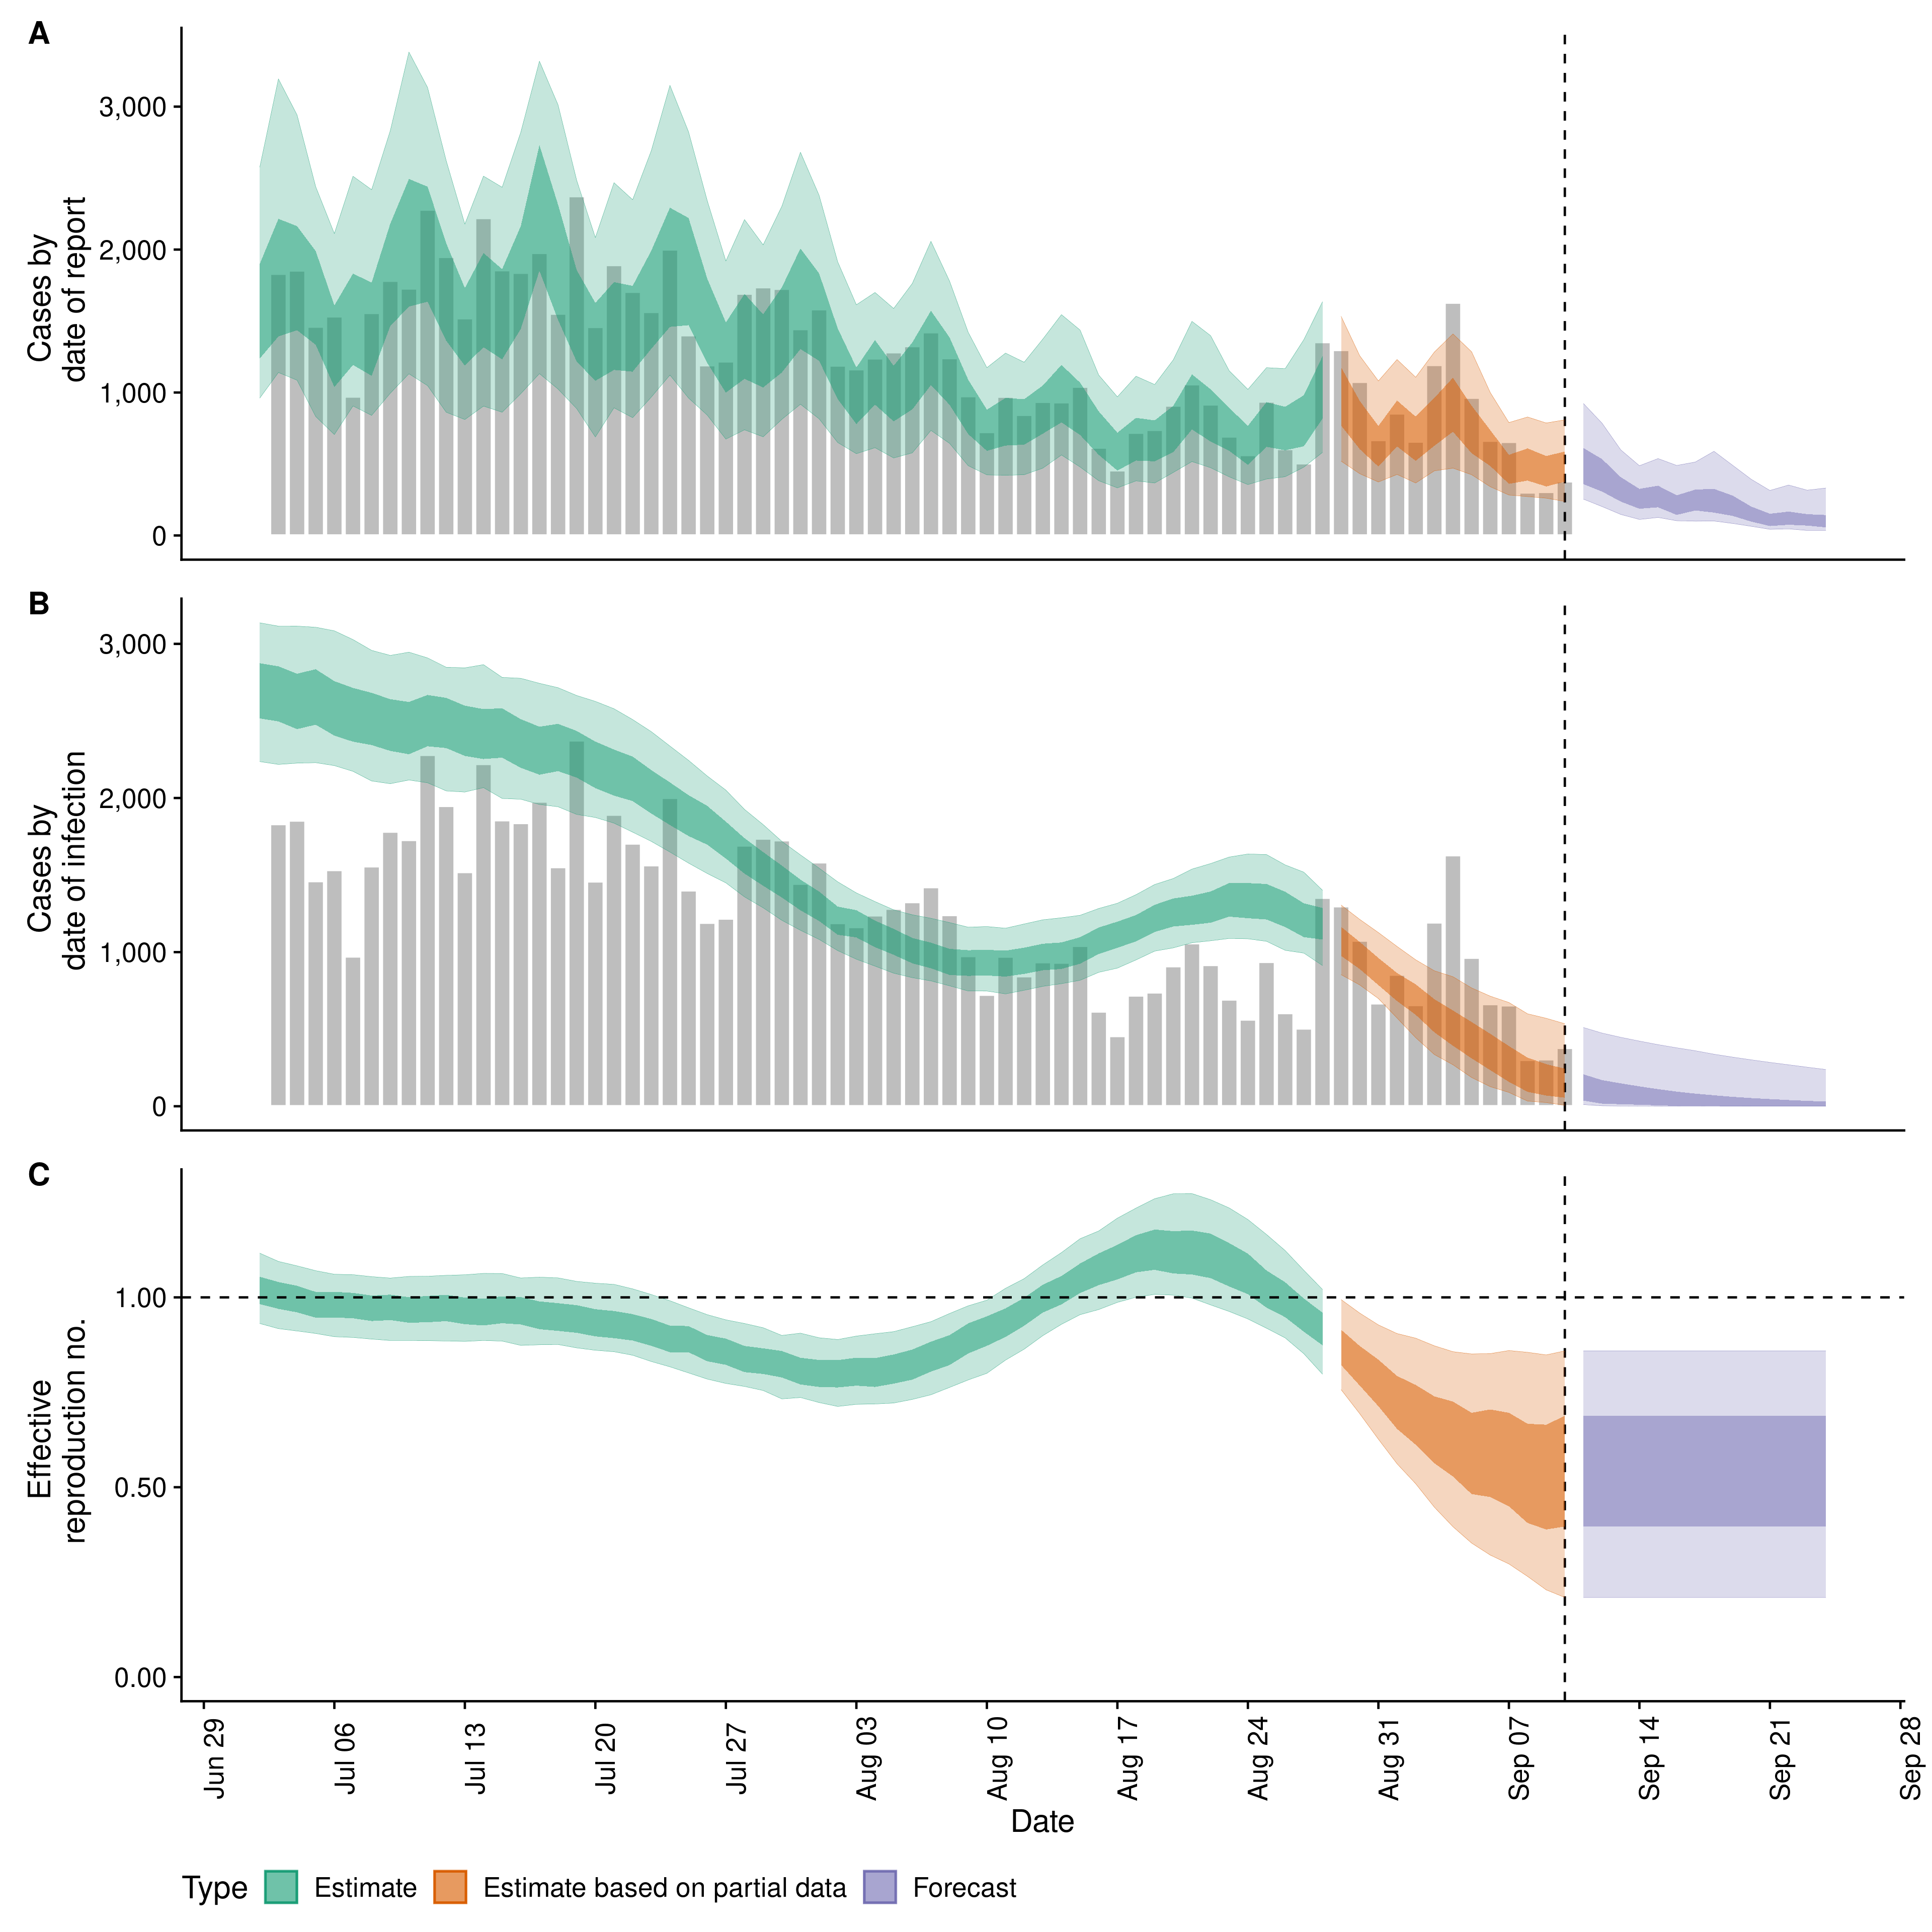 A
Cases by
date of report
3,000
2,000
1,000
0
B
Cases by
date of infection
3,000
2,000
1,000
0
C
Effective
reproduction no.
1.00
0.50
0.00
Jun 29
Jul 06
Jul 13
Jul 20
Jul 27
Aug 03
Aug 10
Aug 17
Aug 24
Aug 31
Sep 07
Sep 14
Sep 21
Sep 28
Date
Type Estimate Estimate based on partial data Forecast